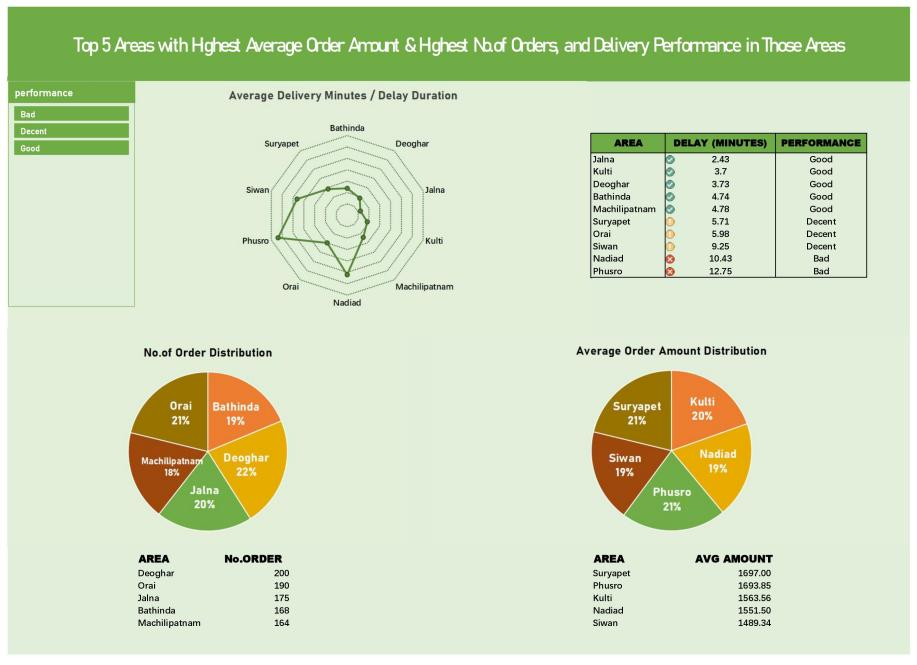 Top 5 Areas with Hghest Average Order Amount & Hghest No.of Orders, and Delivery Performance in Those Areas
performance
Bad
Decent
Good
Average Delivery Minutes / Delay Duration
Bathinda
Deoghar
Jalna
Kulti
Machilipatnam
Nadiad
Orai
Phusro
Siwan
Suryapet
AREA DELAY (MINUTES) PERFORMANCE
Jalna 2.43 Good
Kulti 3.7 Good
Deoghar 3.73 Good
Bathinda 4.74 Good
Machilipatnam 4.78 Good
Suryapet 5.71 Decent
Orai 5.98 Decent
Siwan 9.25 Decent
Nadiad 10.43 Bad
Phusro 12.75 Bad
No.of Order Distribution
Bathinda
19%
Deoghar
22%
Jalna
20%
Machilipatnam
18%
Orai
21%
AREA No.ORDER
Deoghar 200
Orai 190
Jalna 175
Bathinda 168
Machilipatnam 164
Average Order Amount Distribution
Kulti
20%
Nadiad
19%
Phusro
21%
Siwan
19%
Suryapet
21%
AREA AVG AMOUNT
Suryapet 1697.00
Phusro 1693.85
Kulti 1563.56
Nadiad 1551.50
Siwan 1489.34